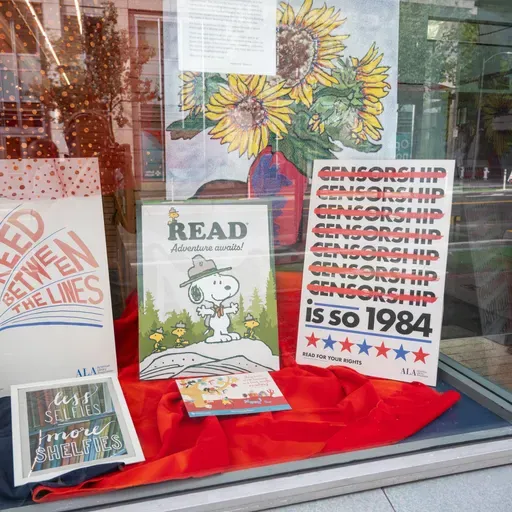 REED
BETWEEN
THE LINES
ALA
READ
Adventure awaits!
CENSORSHIP
CENSORSHIP
CENSORSHIP
CENSORSHIP
CENSORSHIP
CENSORSHIP
CENSORSHIP
is so 1984
READ FOR YOUR RIGHTS
ALA
less
SELFIES
more
SHELFIES